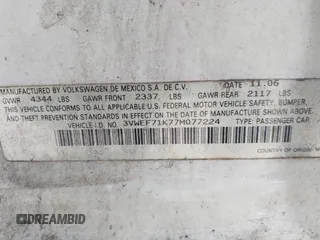 MANUFACTURED BY VOLKSWAGEN DE MEXICO S.A. DE C.V. DATE 11.06
GVWR 4344 LBS GAWR FRONT 2337 LBS GAWR REAR 2117 LBS
THIS VEHICLE CONFORMS TO ALL APPLICABLE U.S. FEDERAL MOTOR VEHICLE SAFETY, BUMPER,
AND THEFT PREVENTION STANDARDS IN EFFECT ON THE DATE OF MANUFACTURE SHOWN ABOVE.
VEHICLE I.D.: 3VWEF71K77M077224 TYPE: PASSENGER CAR
COUNTRY OF ORIGIN:
© DREAMBID